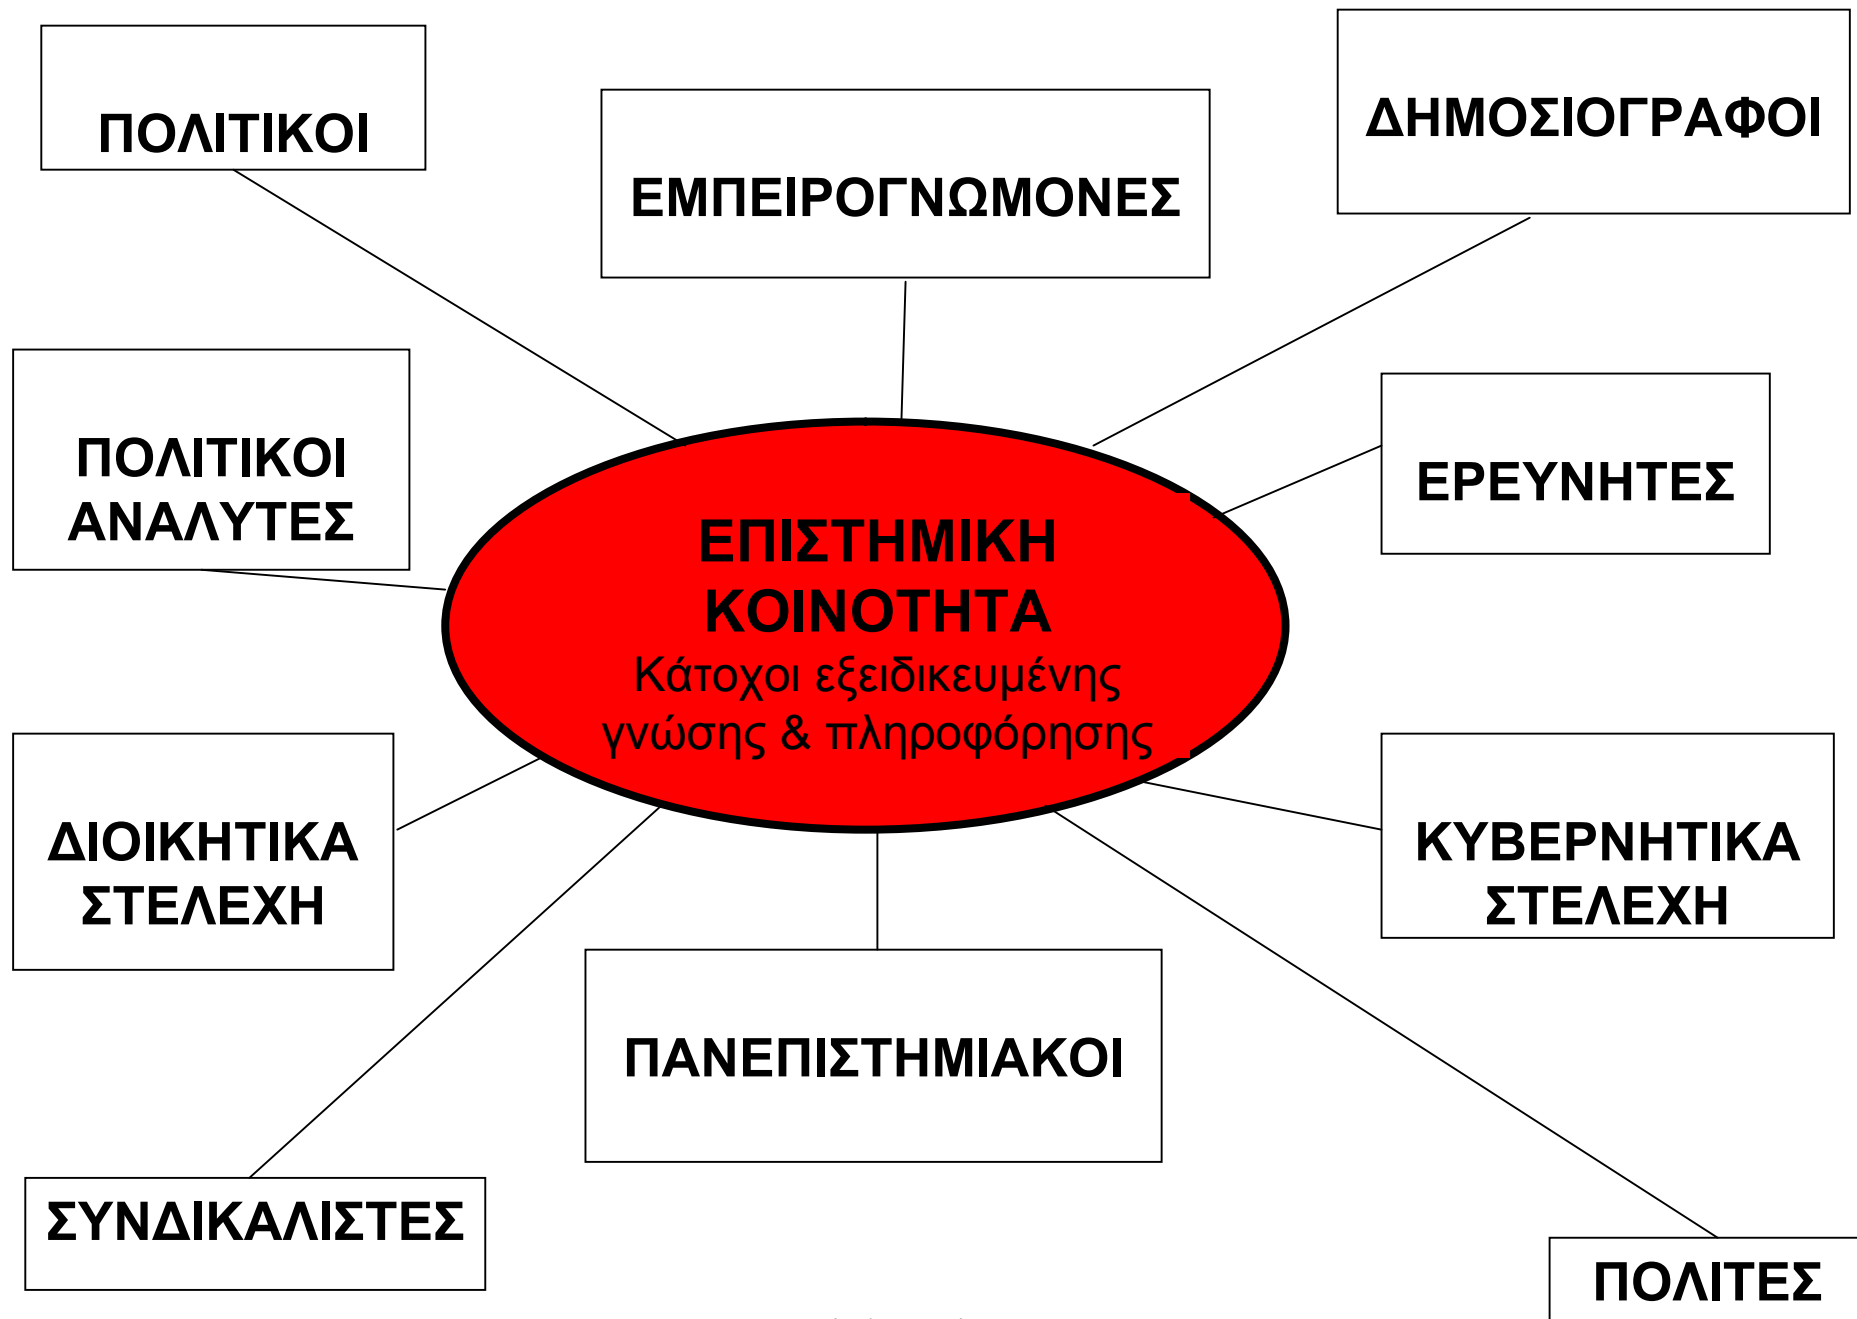 ΠΟΛΙΤΙΚΟΙ
ΕΜΠΕΙΡΟΓΝΩΜΟΝΕΣ
ΔΗΜΟΣΙΟΓΡΑΦΟΙ
ΠΟΛΙΤΙΚΟΙ
ΑΝΑΛΥΤΕΣ
ΕΡΕΥΝΗΤΕΣ
ΕΠΙΣΤΗΜΙΚΗ
ΚΟΙΝΟΤΗΤΑ
Κάτοχοι εξειδικευμένης
γνώσης & πληροφόρησης
ΔΙΟΙΚΗΤΙΚΑ
ΣΤΕΛΕΧΗ
ΚΥΒΕΡΝΗΤΙΚΑ
ΣΤΕΛΕΧΗ
ΠΑΝΕΠΙΣΤΗΜΙΑΚΟΙ
ΣΥΝΔΙΚΑΛΙΣΤΕΣ
ΠΟΛΙΤΕΣ